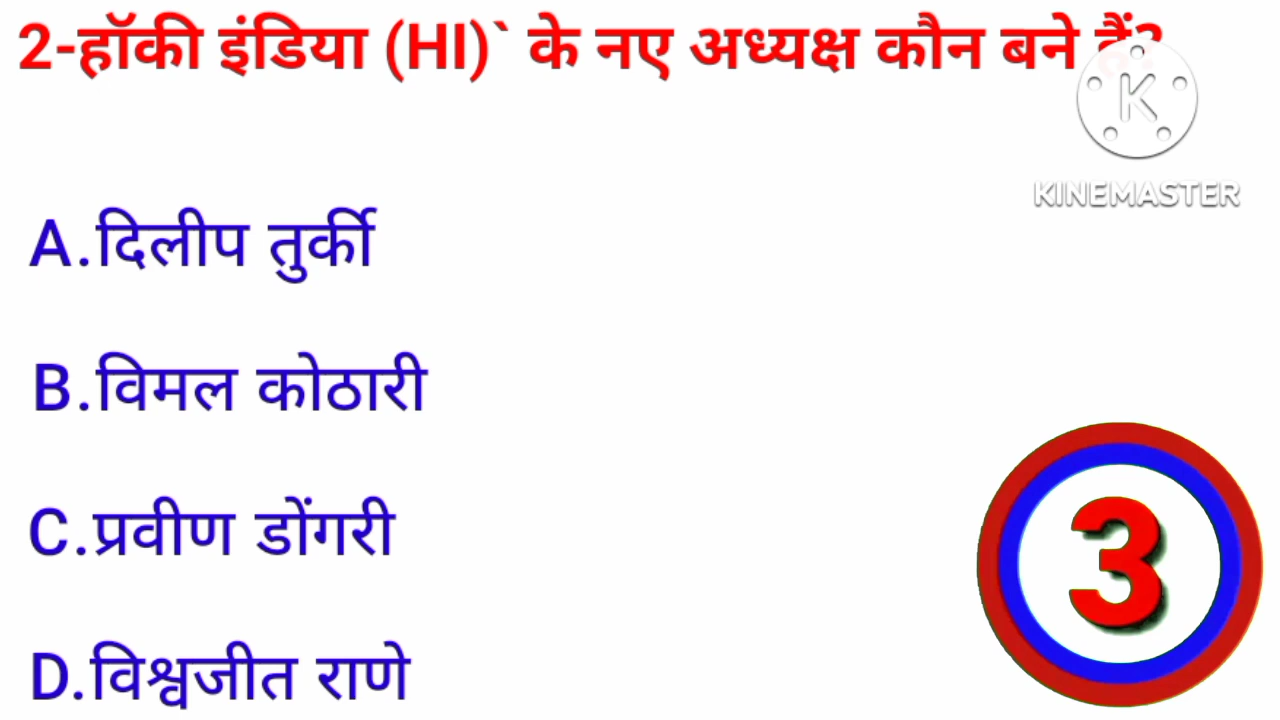 2-हॉकी इंडिया (HI)` के नए अध्यक्ष कौन बने हैं?
K
KINEMASTER
A.दिलीप तुर्की
B.विमल कोठारी
C.प्रवीण डोंगरी
3
D.विश्वजीत राणे